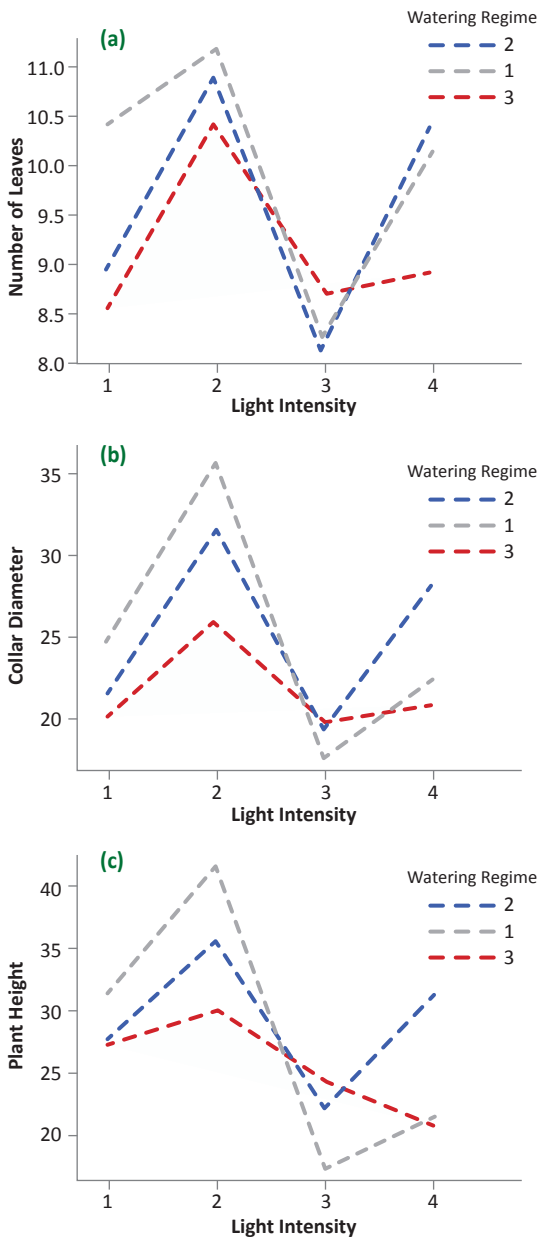 (a)
Watering Regime
2
1
3
Number of Leaves
11.0
10.5
10.0
9.5
9.0
8.5
8.0
1 2 3 4
Light Intensity
(b)
Watering Regime
2
1
3
Collar Diameter
35
30
25
20
1 2 3 4
Light Intensity
(c)
Watering Regime
2
1
3
Plant Height
40
35
30
25
20
1 2 3 4
Light Intensity